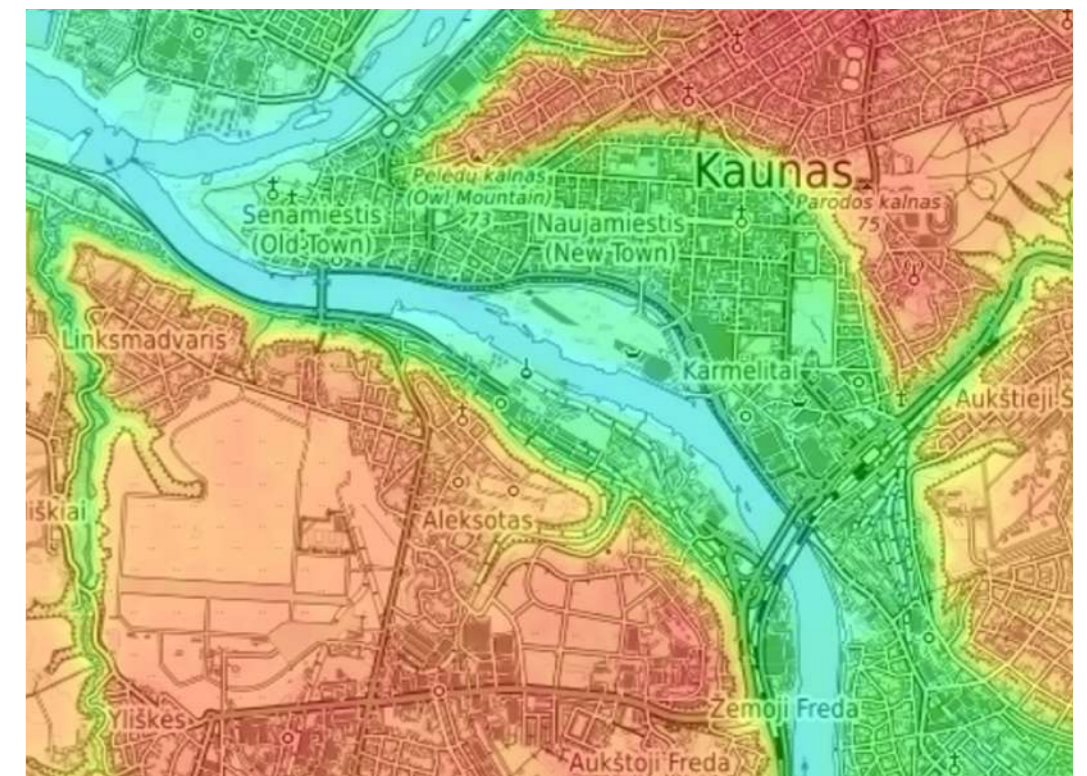 Kaunas
Pelėdų kalnas
(Owl Mountain)
73
Parodos kalnas
75
Senamiestis
(Old Town)
Naujamiestis
(New Town)
Linksmadvaris
Karmelitai
Aukštieji Š
iškiai
Aleksotas
Yliškės
Žemoji Freda
Aukštoji Freda